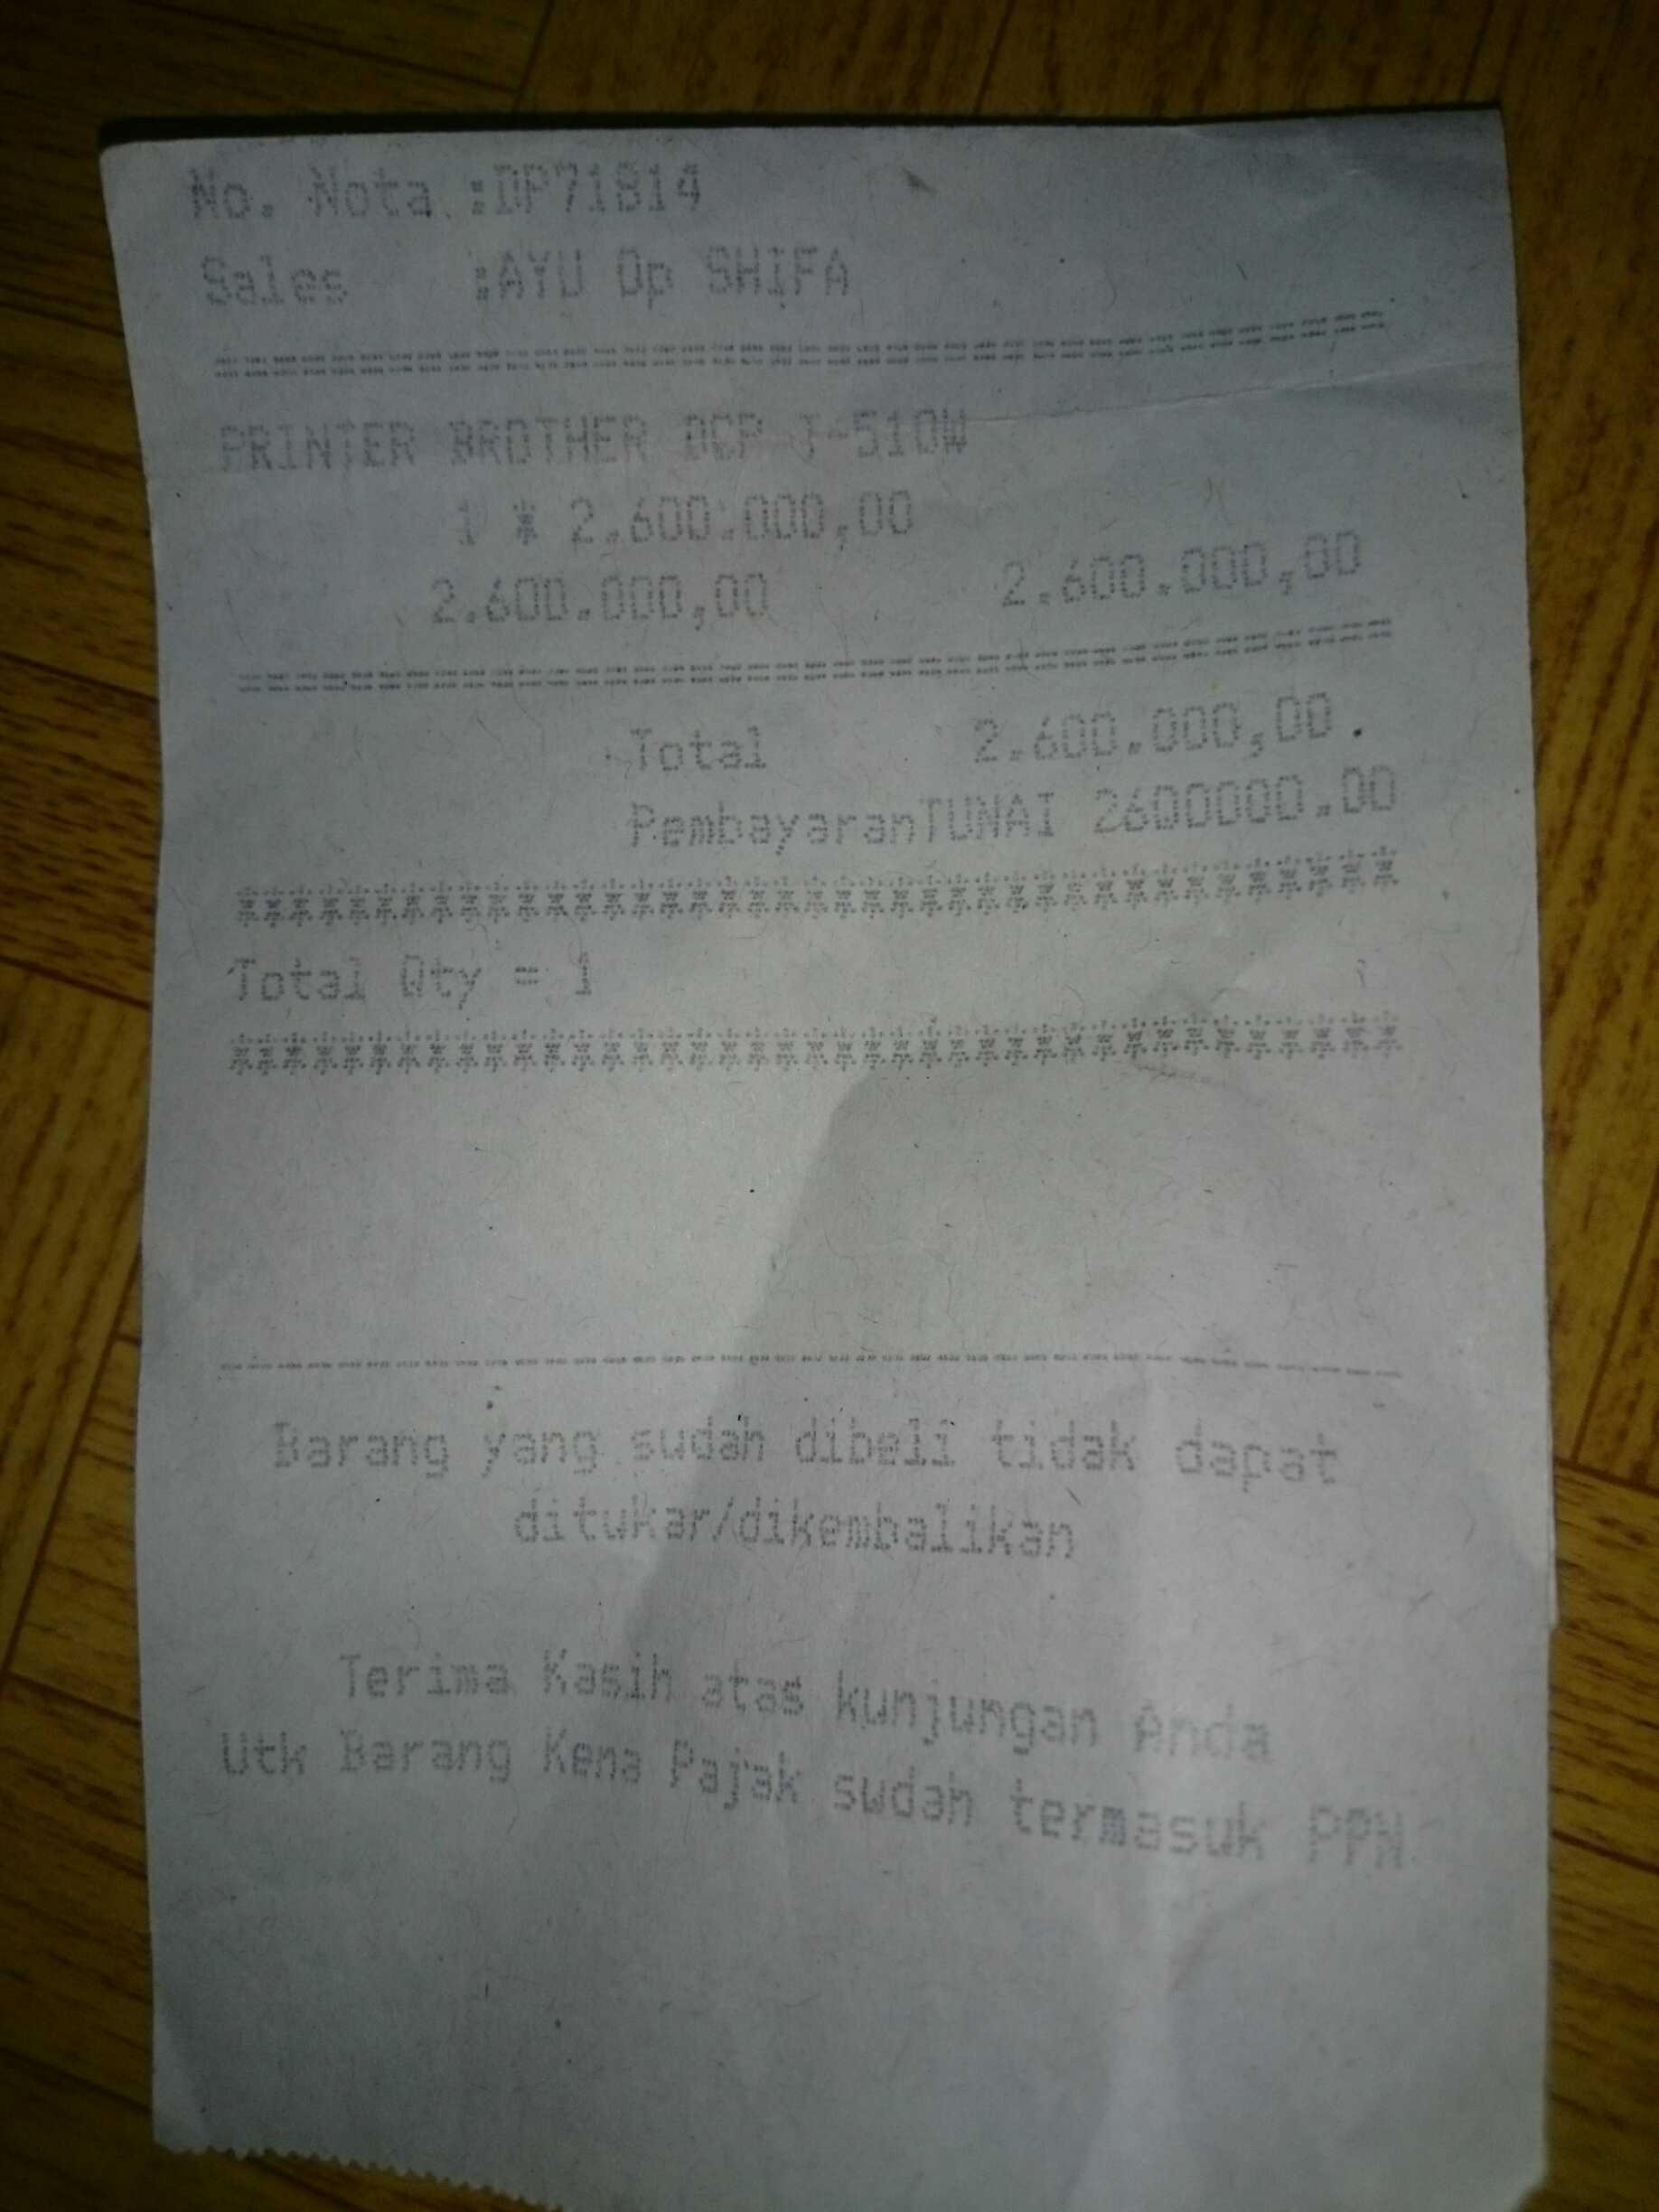 No. Nota :DP71814
Sales :AYU Op SHIFA
PRINTER BROTHER DCP T-510W
1 * 2.600.000,00
2.600.000,00 2.600.000,00
Total 2.600.000,00.
PembayaranTUNAI 2600000.00
Total Qty = 1
Barang yang sudah dibeli tidak dapat
ditukar/dikembalikan
Terima Kasih atas kunjungan Anda
Utk Barang Kena Pajak sudah termasuk PPN